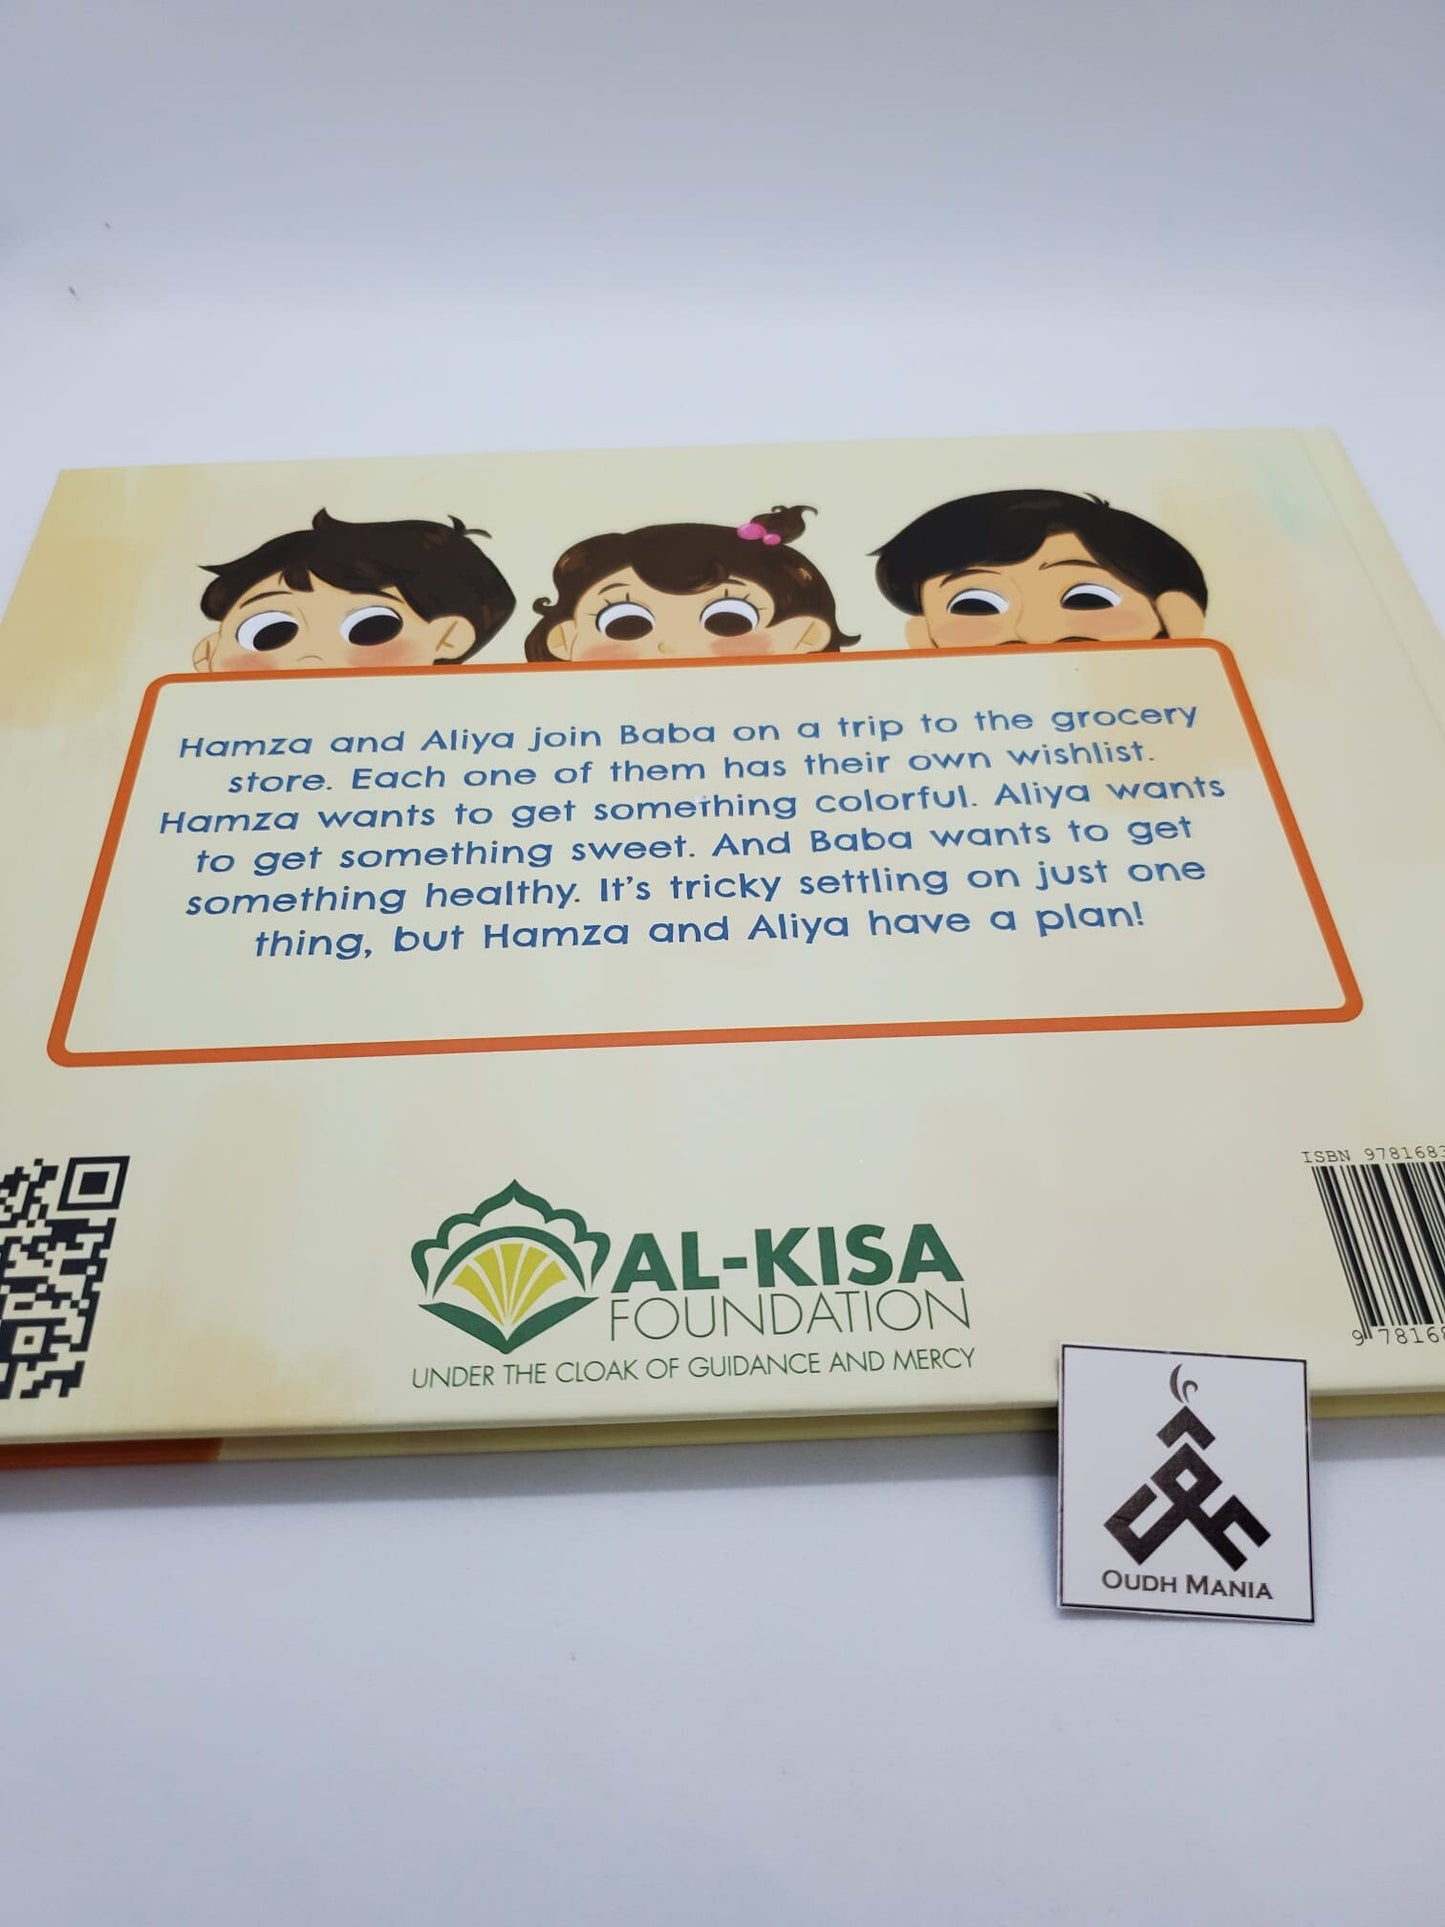 Hamza and Aliya join Baba on a trip to the grocery
store. Each one of them has their own wishlist.
Hamza wants to get something colorful. Aliya wants
to get something sweet. And Baba wants to get
something healthy. It's tricky settling on just one
thing, but Hamza and Aliya have a plan!
ISBN
AL-KISA
FOUNDATION
UNDER THE CLOAK OF GUIDANCE AND MERCY
OUDH MANIA